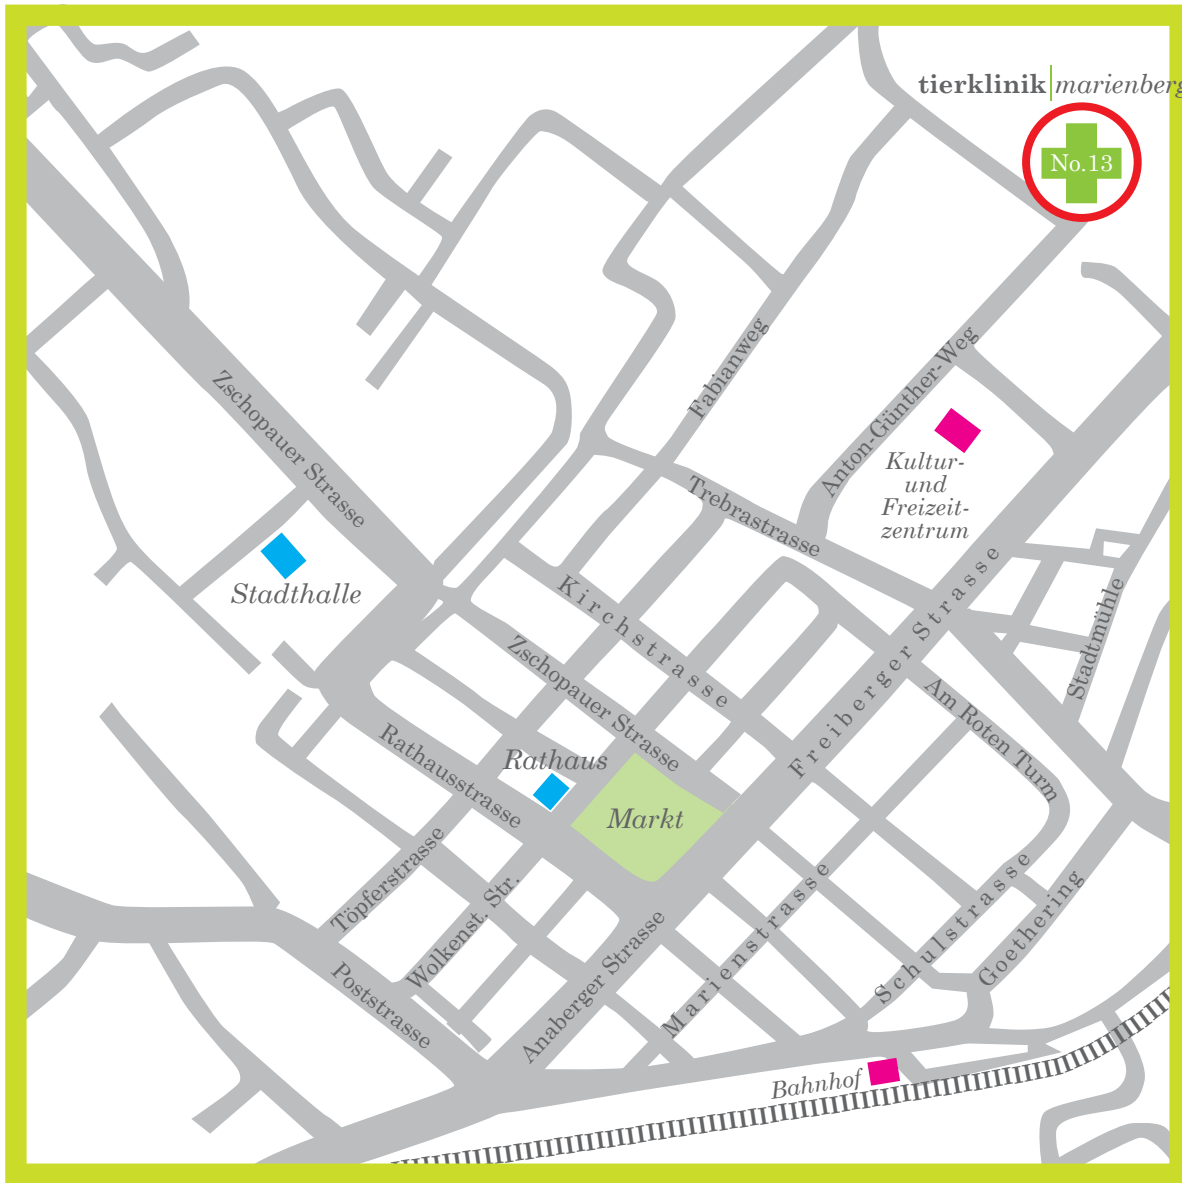 tierklinik|marienberg
No.13
Fabianweg
Anton-Günther-Weg
Zschopauer Strasse
Kultur-
und
Freizeit-
zentrum
Trebrastrasse
Stadthalle
Kirchstrasse
Freiberger Strasse
Stadtmühle
Zschopauer Strasse
Am Roten Turm
Rathausstrasse
Rathaus
Markt
Töpferstrasse
Wolkenst. Str.
Marienstrasse
Schulstrasse
Goethering
Anaberger Strasse
Poststrasse
Bahnhof